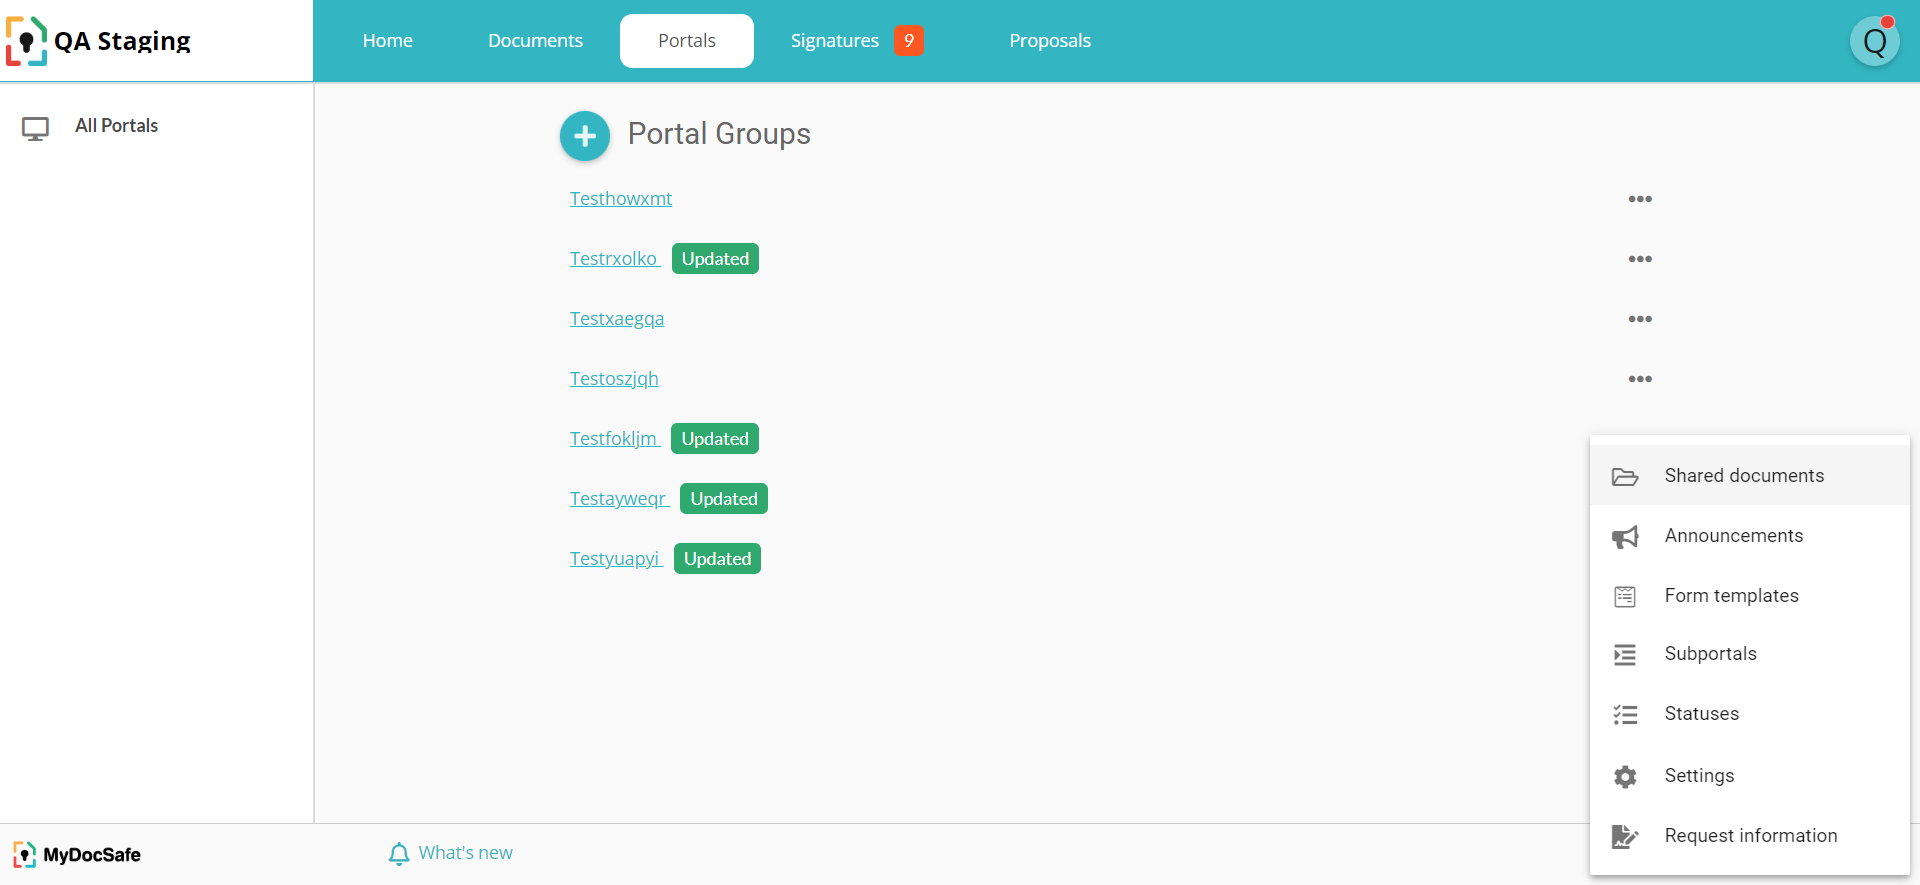 QA Staging
Home
Documents
Portals
Signatures 9
Proposals
Q
All Portals
Portal Groups
Testhowxmt
Testrxolko Updated
Testxaegqa
Testoszjqh
Testfokljm Updated
Testayweqr Updated
Testyuapyi Updated
Shared documents
Announcements
Form templates
Subportals
Statuses
Settings
Request information
MyDocSafe
What's new